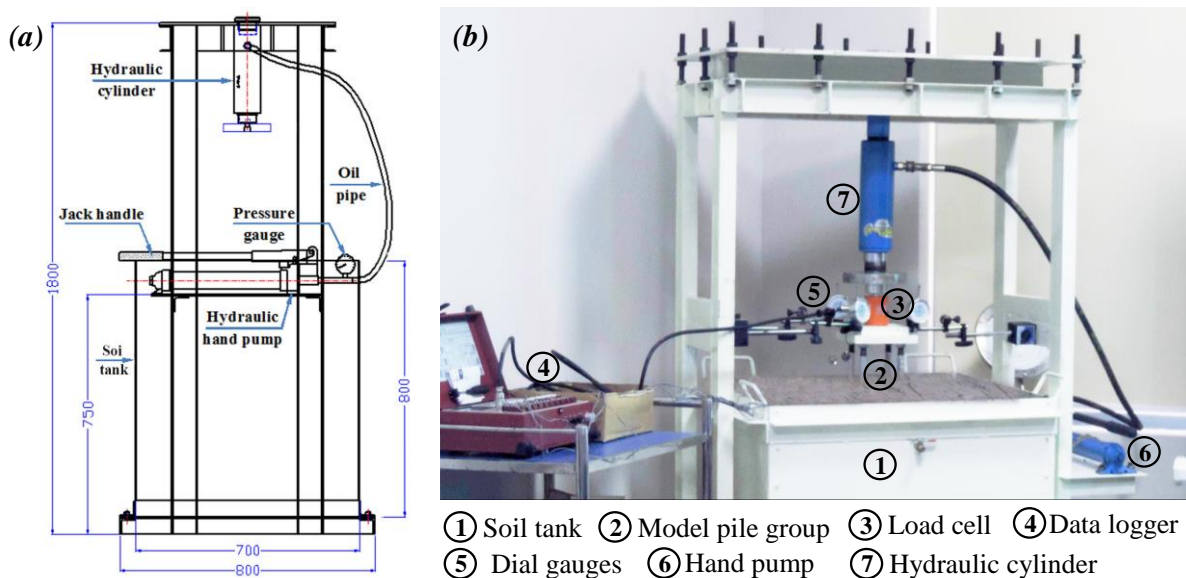 (a)
Hydraulic
cylinder
Oil
pipe
Jack handle
Pressure
gauge
1800
Hydraulic
hand pump
Soi
tank
750
800
700
800
(b)
7
5
3
4
2
1
6
1 Soil tank 2 Model pile group 3 Load cell 4 Data logger
5 Dial gauges 6 Hand pump 7 Hydraulic cylinder